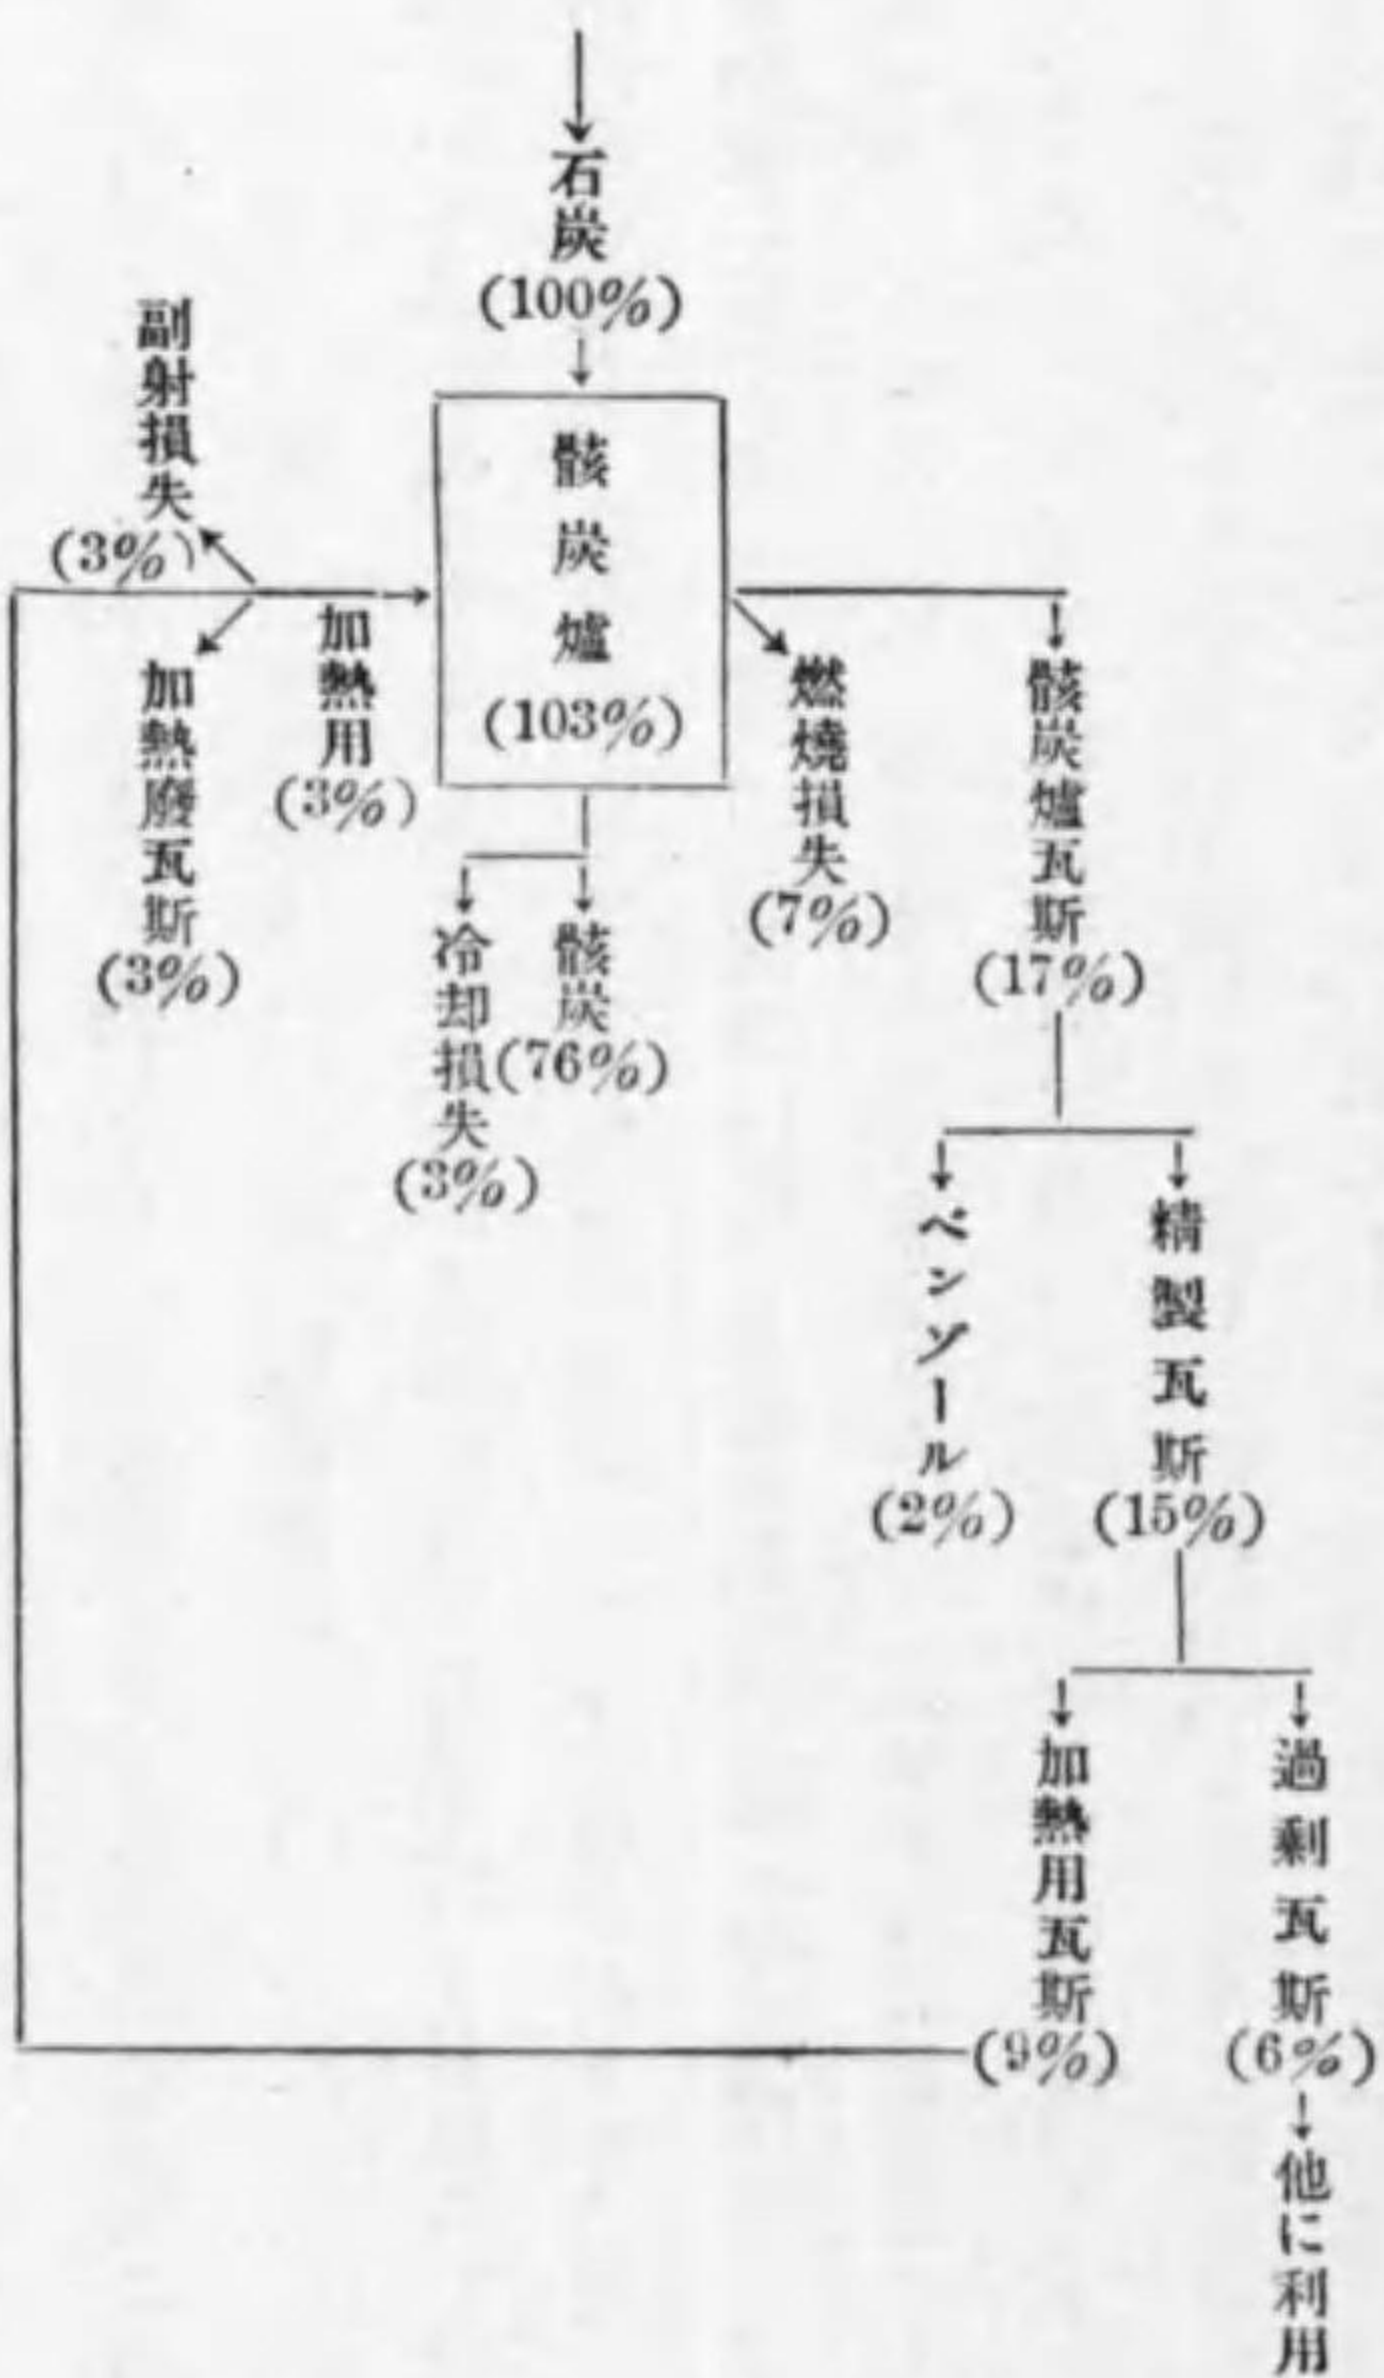 石炭
(100%)
骸炭爐
(103%)
副射損失
(3%)
加熱廢瓦斯
(3%)
加熱用
(3%)
冷却損失
(3%)
骸炭
(76%)
燃燒損失
(7%)
骸炭爐瓦斯
(17%)
ベンゾール
(2%)
精製瓦斯
(15%)
加熱用瓦斯
(9%)
過剩瓦斯
(6%)
他に利用